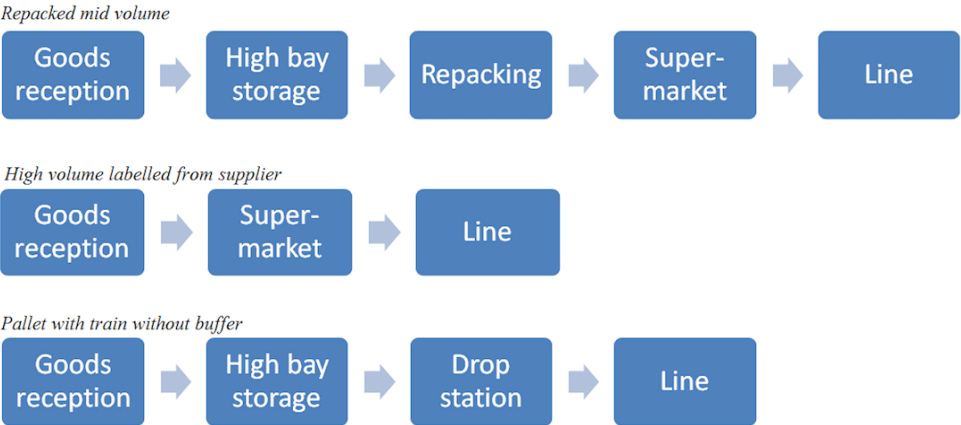 Repacked mid volume
Goods
reception
High bay
storage
Repacking
Super-
market
Line
High volume labelled from supplier
Goods
reception
Super-
market
Line
Pallet with train without buffer
Goods
reception
High bay
storage
Drop
station
Line